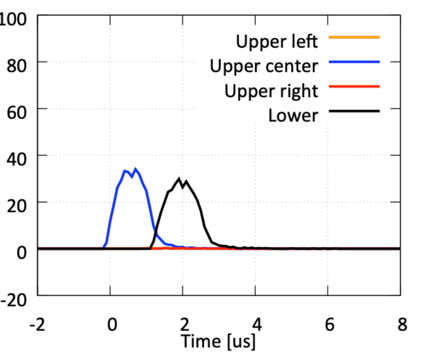 100
Upper left
80
Upper center
Upper right
60
Lower
40
20
0
-20
-2 0 2 4 6 8
Time [us]